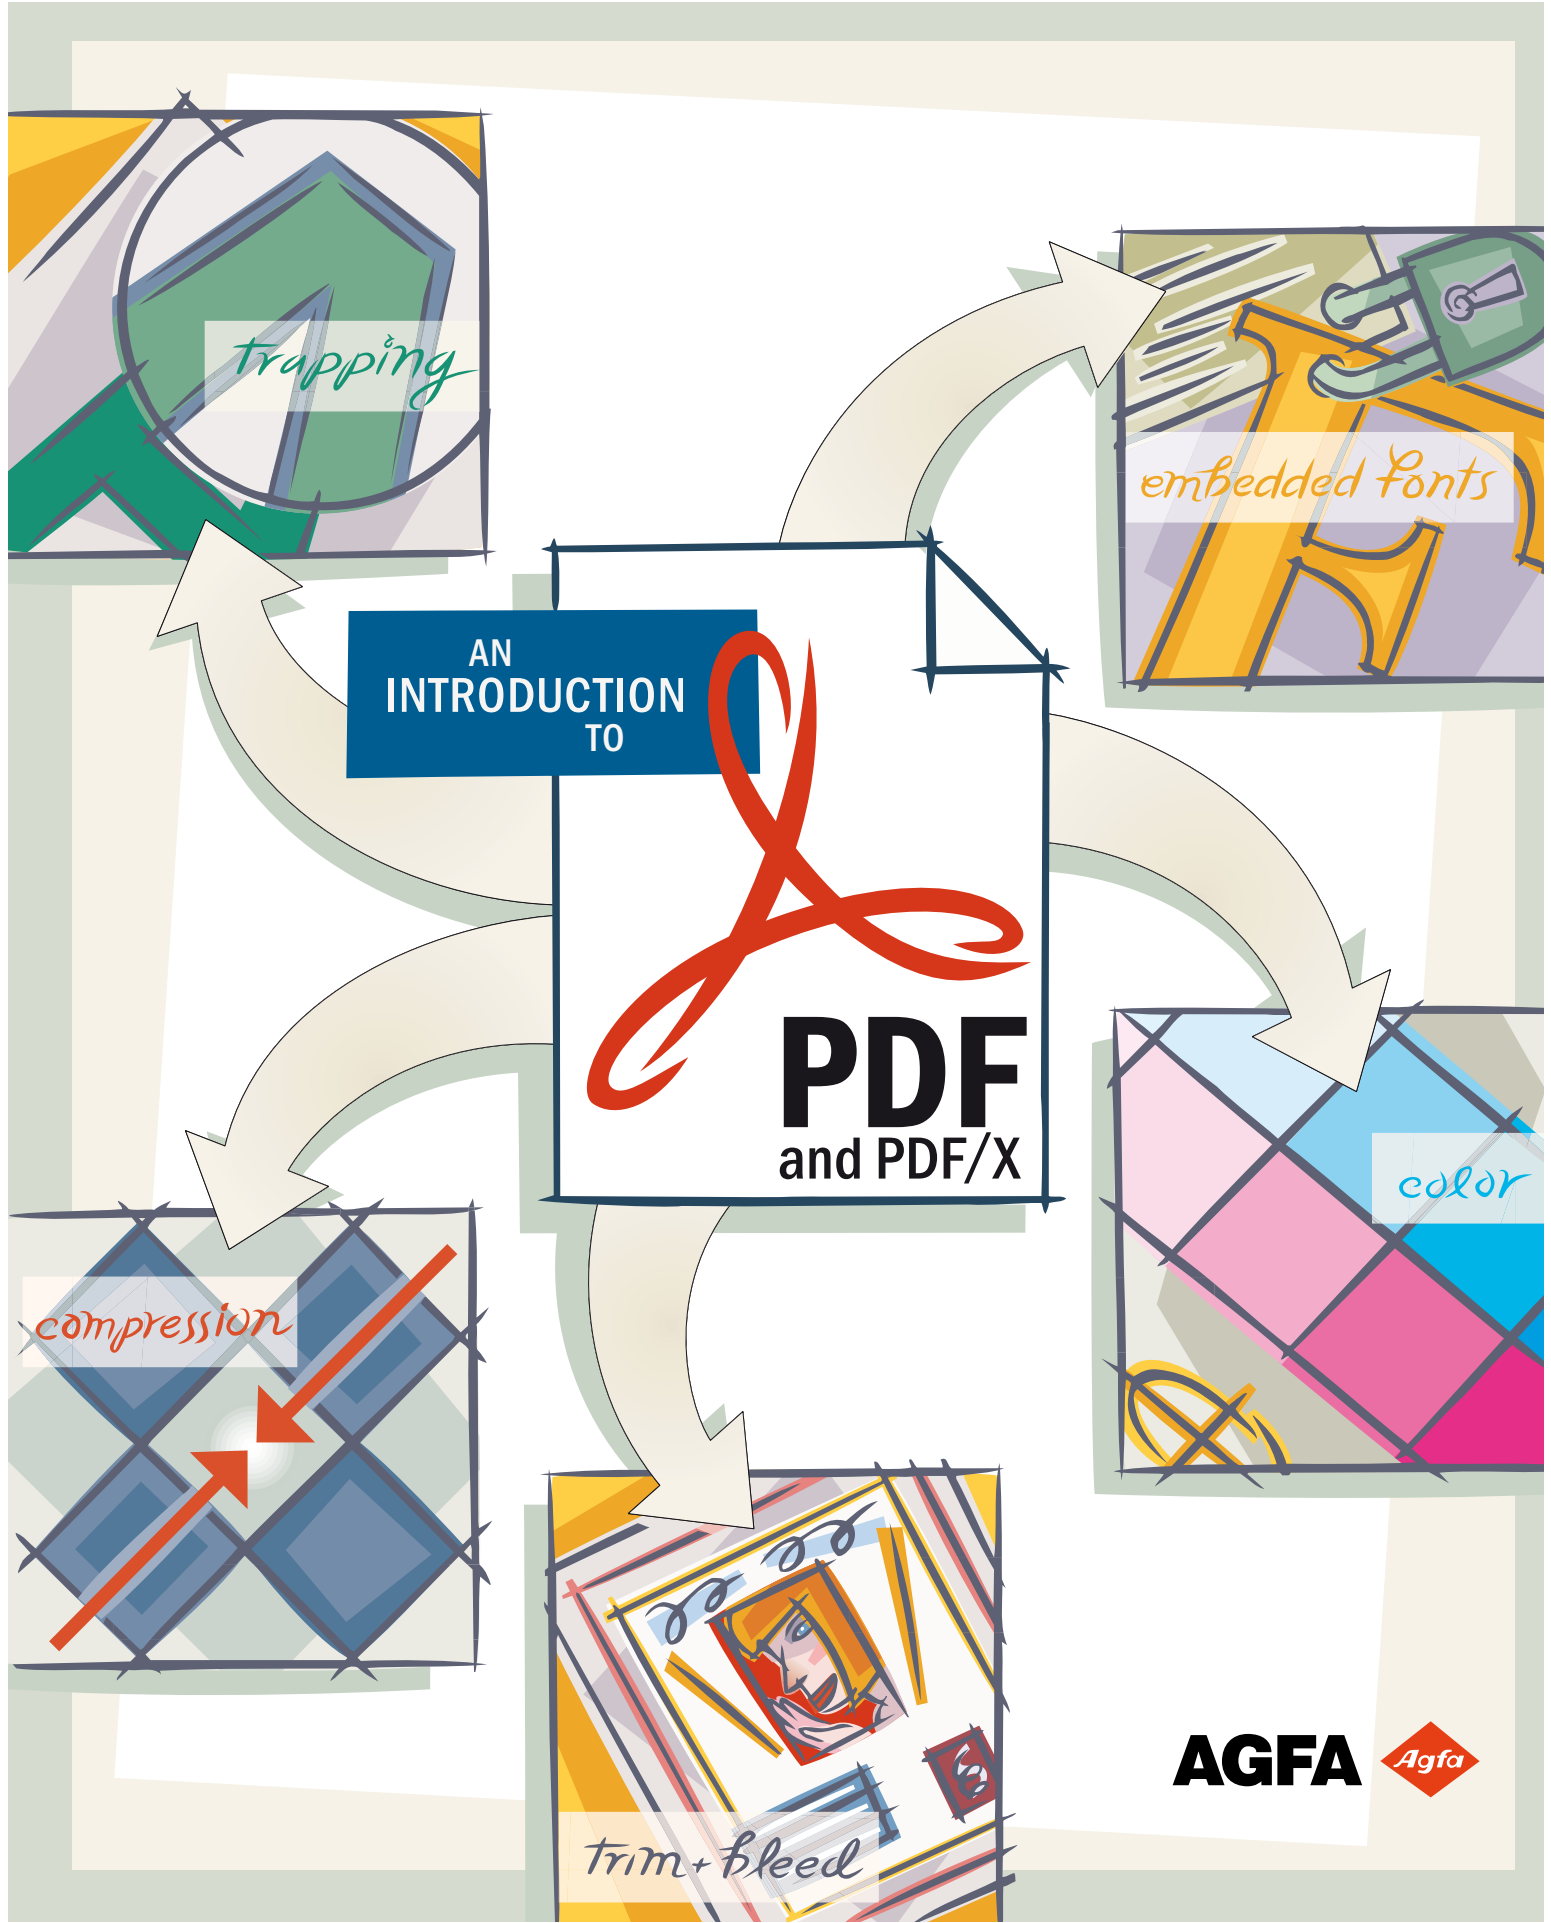 trapping
embedded fonts
AN
INTRODUCTION
TO
PDF
and PDF/X
color
compression
trim + bleed
AGFA
Agfa